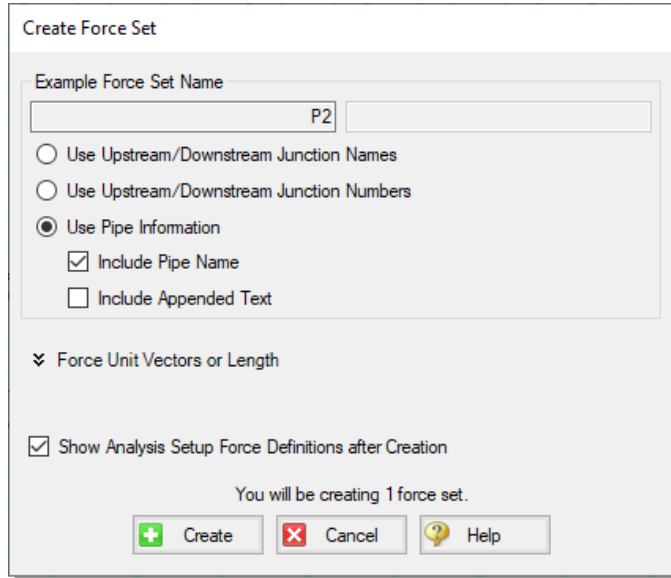 Create Force Set
Example Force Set Name
P2
Use Upstream/Downstream Junction Names
Use Upstream/Downstream Junction Numbers
Use Pipe Information
Include Pipe Name
Include Appended Text
Force Unit Vectors or Length
Show Analysis Setup Force Definitions after Creation
You will be creating 1 force set.
Create Cancel Help